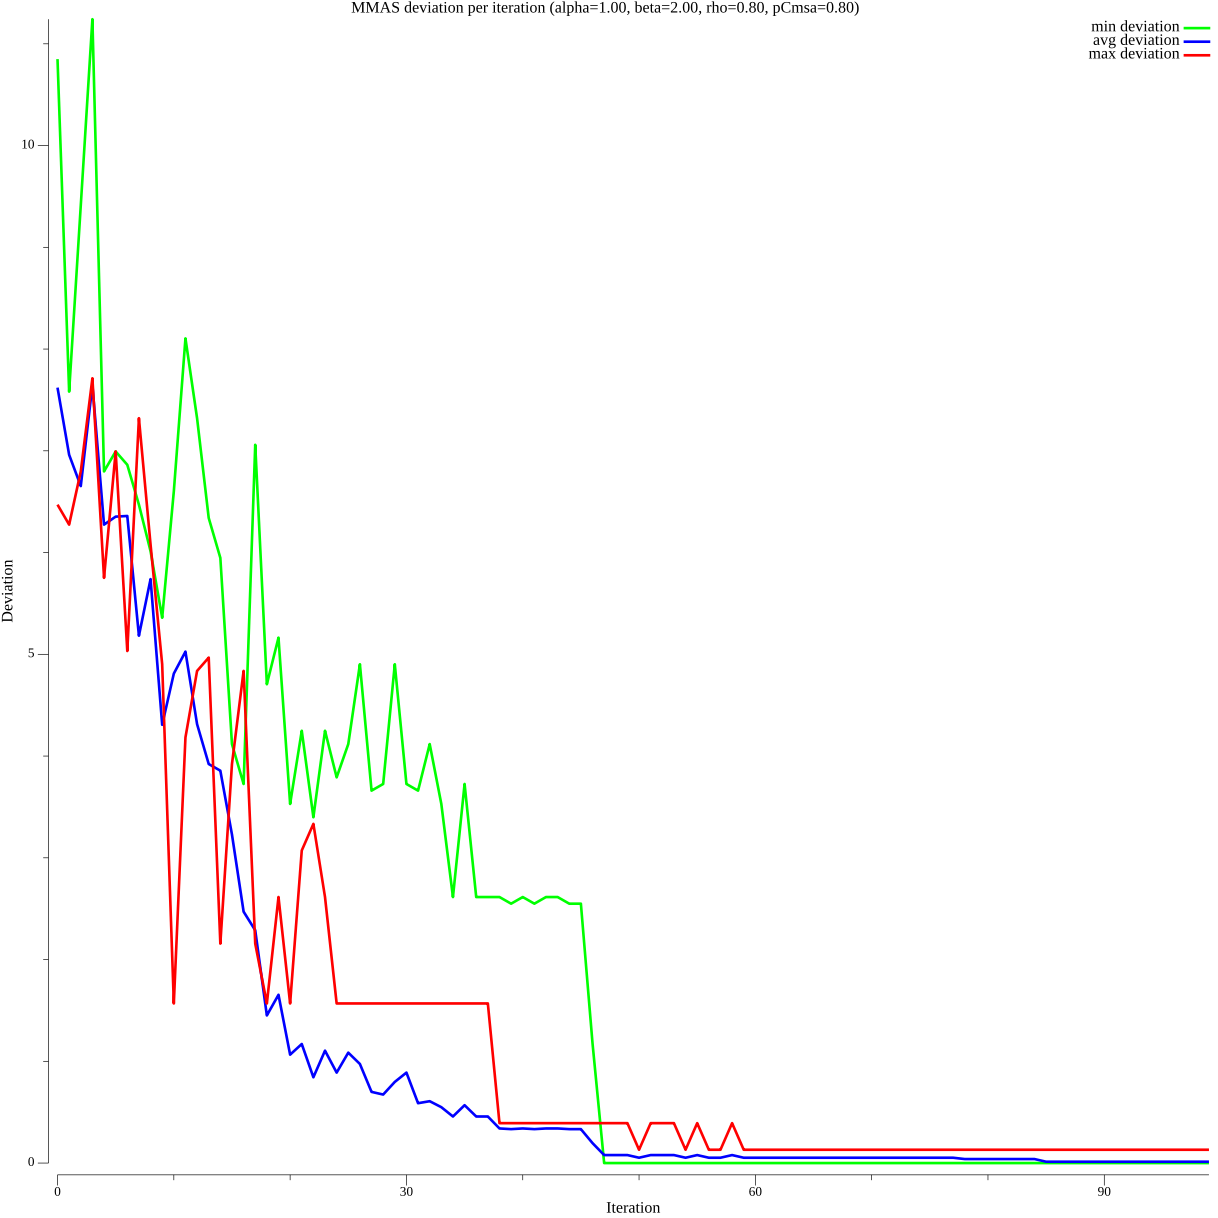 MMAS deviation per iteration (alpha=1.00, beta=2.00, rho=0.80, pCmsa=0.80)
min deviation
avg deviation
max deviation
10
5
0
Deviation
0 30 60 90
Iteration